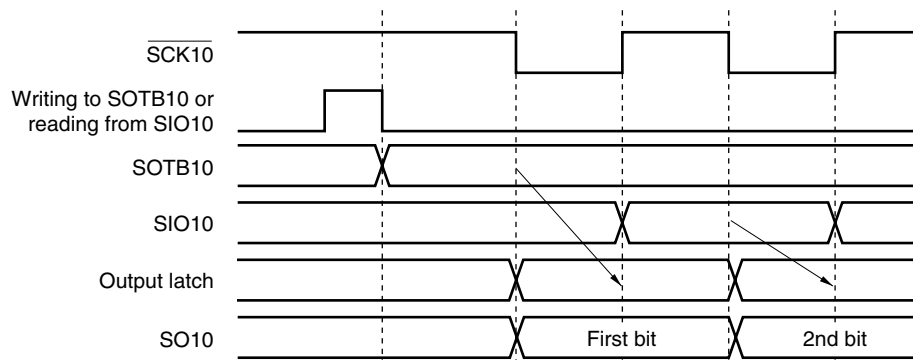 SCK10
Writing to SOTB10 or
reading from SIO10
SOTB10
SIO10
Output latch
SO10
First bit
2nd bit